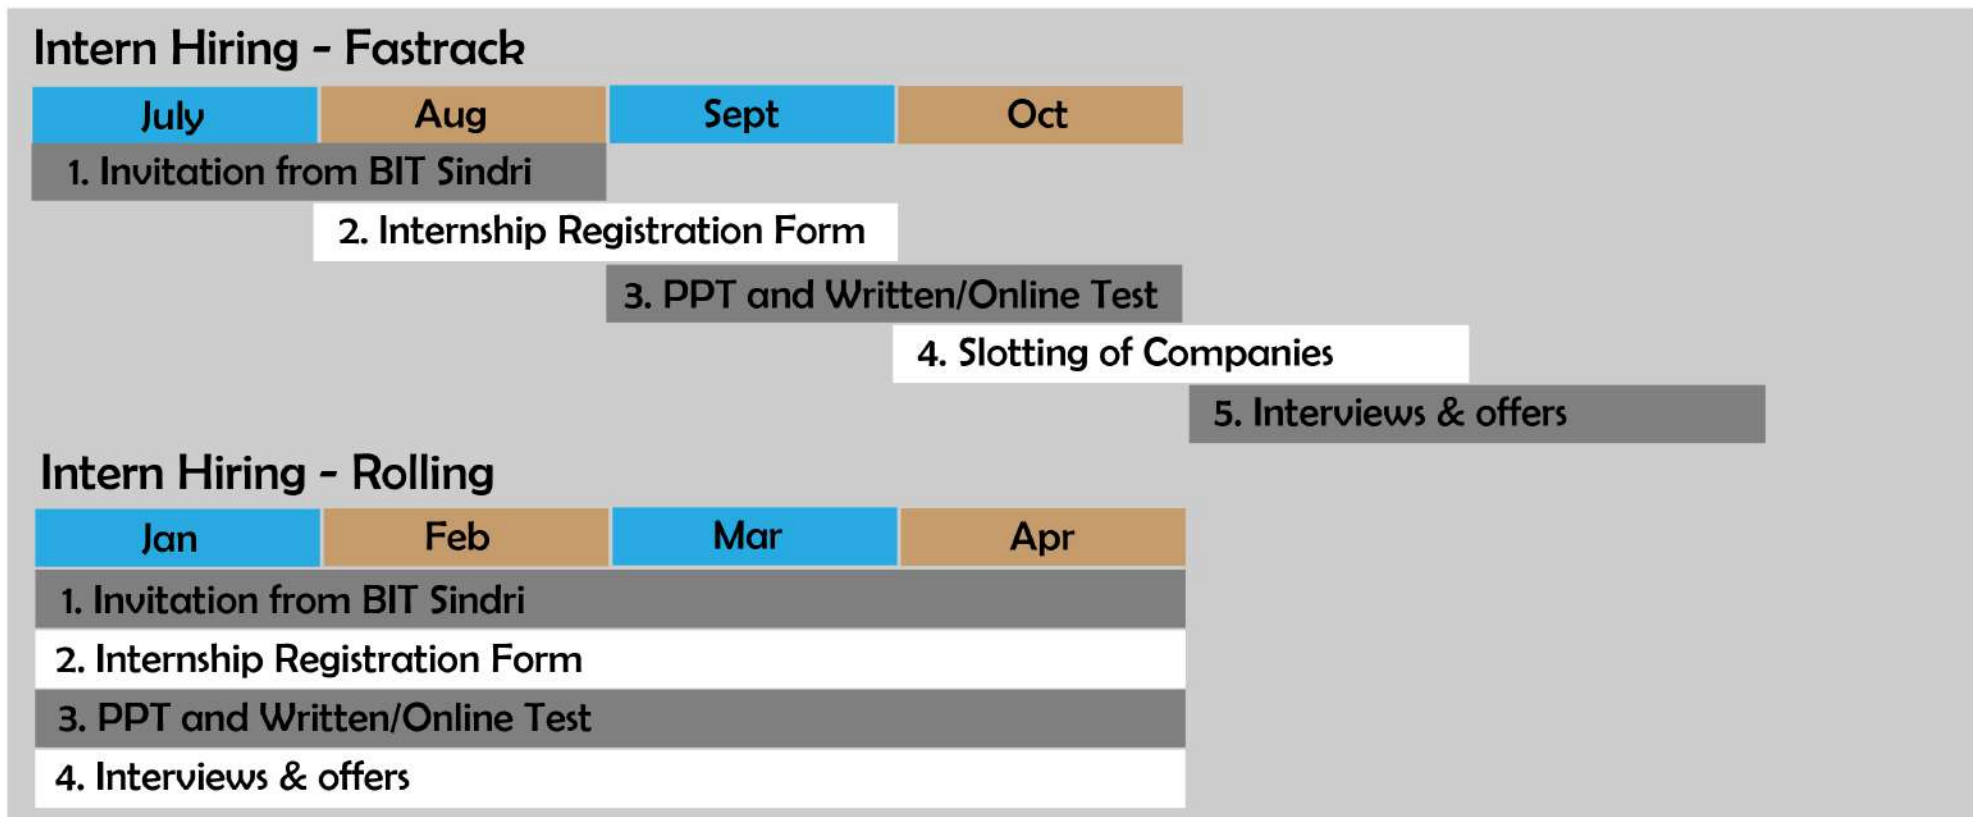 Intern Hiring - Fastrack
July Aug Sept Oct
1. Invitation from BIT Sindri
2. Internship Registration Form
3. PPT and Written/Online Test
4. Slotting of Companies
5. Interviews & offers
Intern Hiring - Rolling
Jan Feb Mar Apr
1. Invitation from BIT Sindri
2. Internship Registration Form
3. PPT and Written/Online Test
4. Interviews & offers